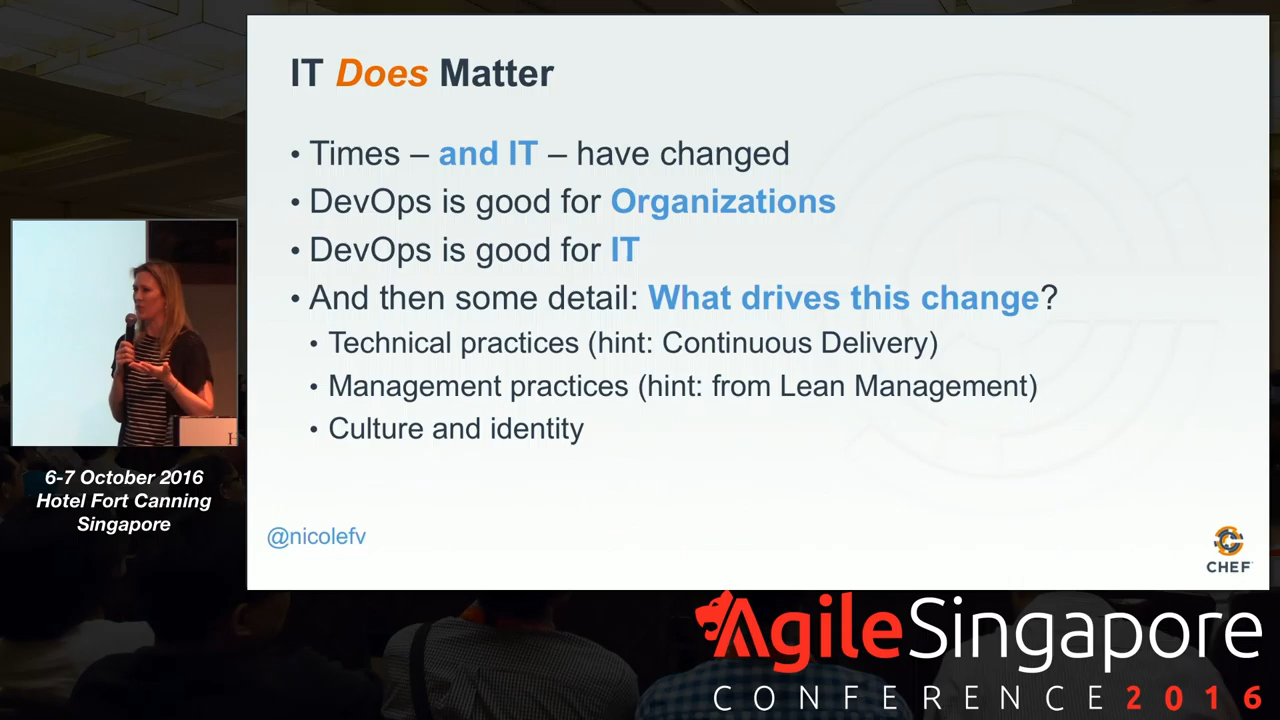 IT Does Matter
• Times – and IT – have changed
• DevOps is good for Organizations
• DevOps is good for IT
• And then some detail: What drives this change?
• Technical practices (hint: Continuous Delivery)
• Management practices (hint: from Lean Management)
• Culture and identity
@nicolefv
CHEF
H
6-7 October 2016
Hotel Fort Canning
Singapore
AgileSingapore
CONFERENCE2016